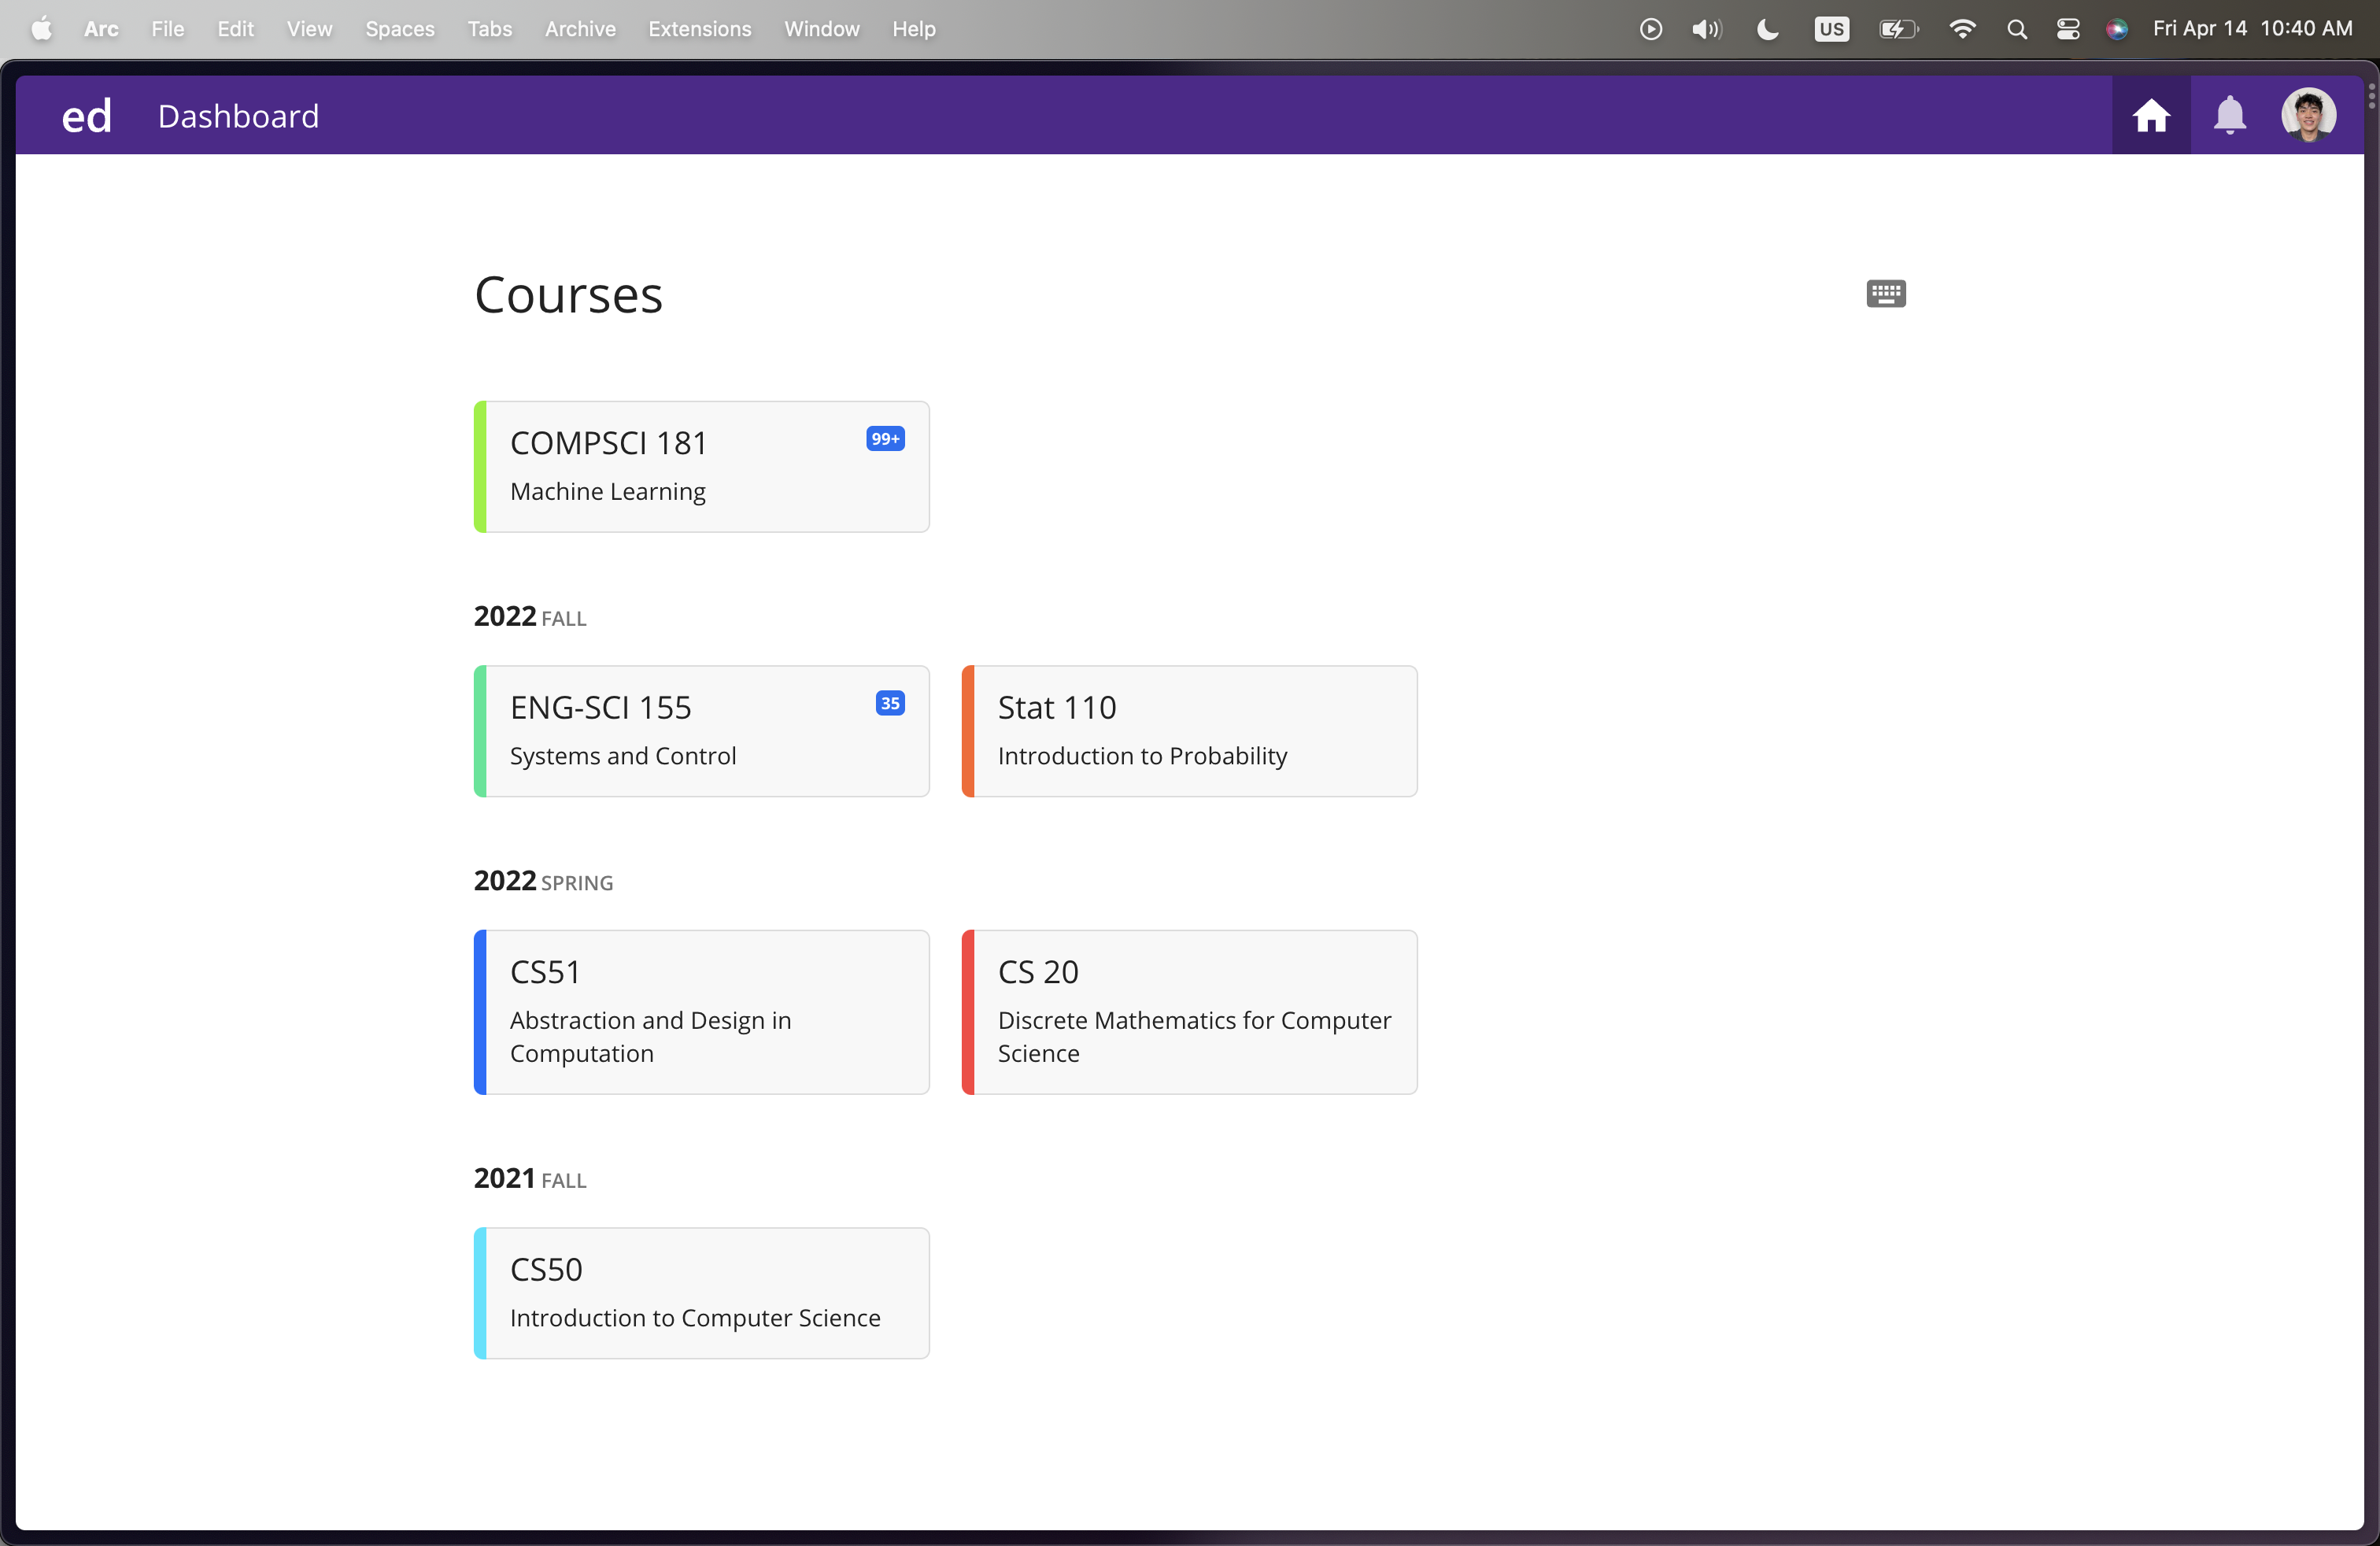 Arc File Edit View Spaces Tabs Archive Extensions Window Help US Fri Apr 14 10:40 AM
ed Dashboard
Courses
COMPSCI 181 99+
Machine Learning
2022 FALL
ENG-SCI 155 35
Systems and Control
Stat 110
Introduction to Probability
2022 SPRING
CS51
Abstraction and Design in
Computation
CS 20
Discrete Mathematics for Computer
Science
2021 FALL
CS50
Introduction to Computer Science